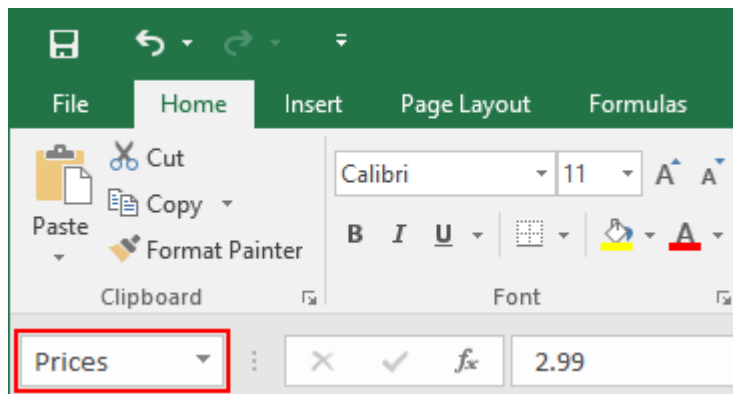 File Home Insert Page Layout Formulas
Cut
Calibri 11 A A
Copy
Paste
B I U A
Format Painter
Clipboard Font
Prices fx 2.99